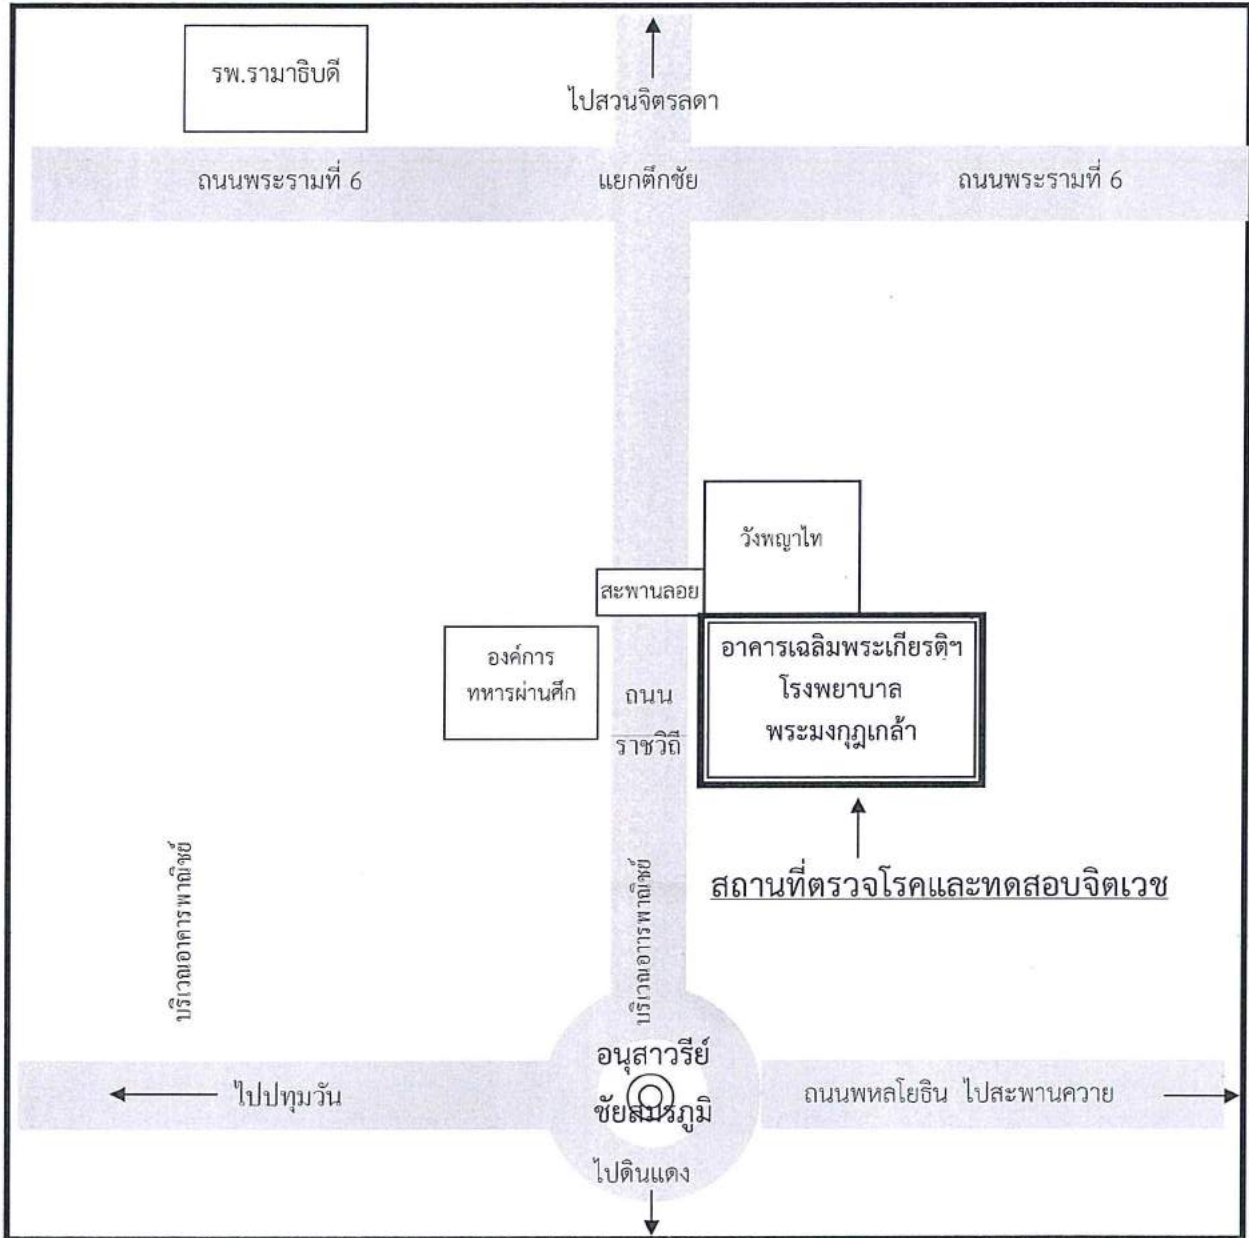 รพ.รามาธิบดี
ไปสวนจิตรลดา
ถนนพระรามที่ 6
แยกตึกชัย
ถนนพระรามที่ 6
วังพญาไท
สะพานลอย
องค์การ
ทหารผ่านศึก
ถนน
ราชวิถี
อาคารเฉลิมพระเกียรติฯ
โรงพยาบาล
พระมงกุฎเกล้า
สถานที่ตรวจโรคและทดสอบจิตเวช
บริเวณอาคารพาณิชย์
บริเวณอาารพาณิชย์
อนุสาวรีย์
ชัยสมรภูมิ
ไปปทุมวัน
ถนนพหลโยธิน ไปสะพานควาย
ไปดินแดง